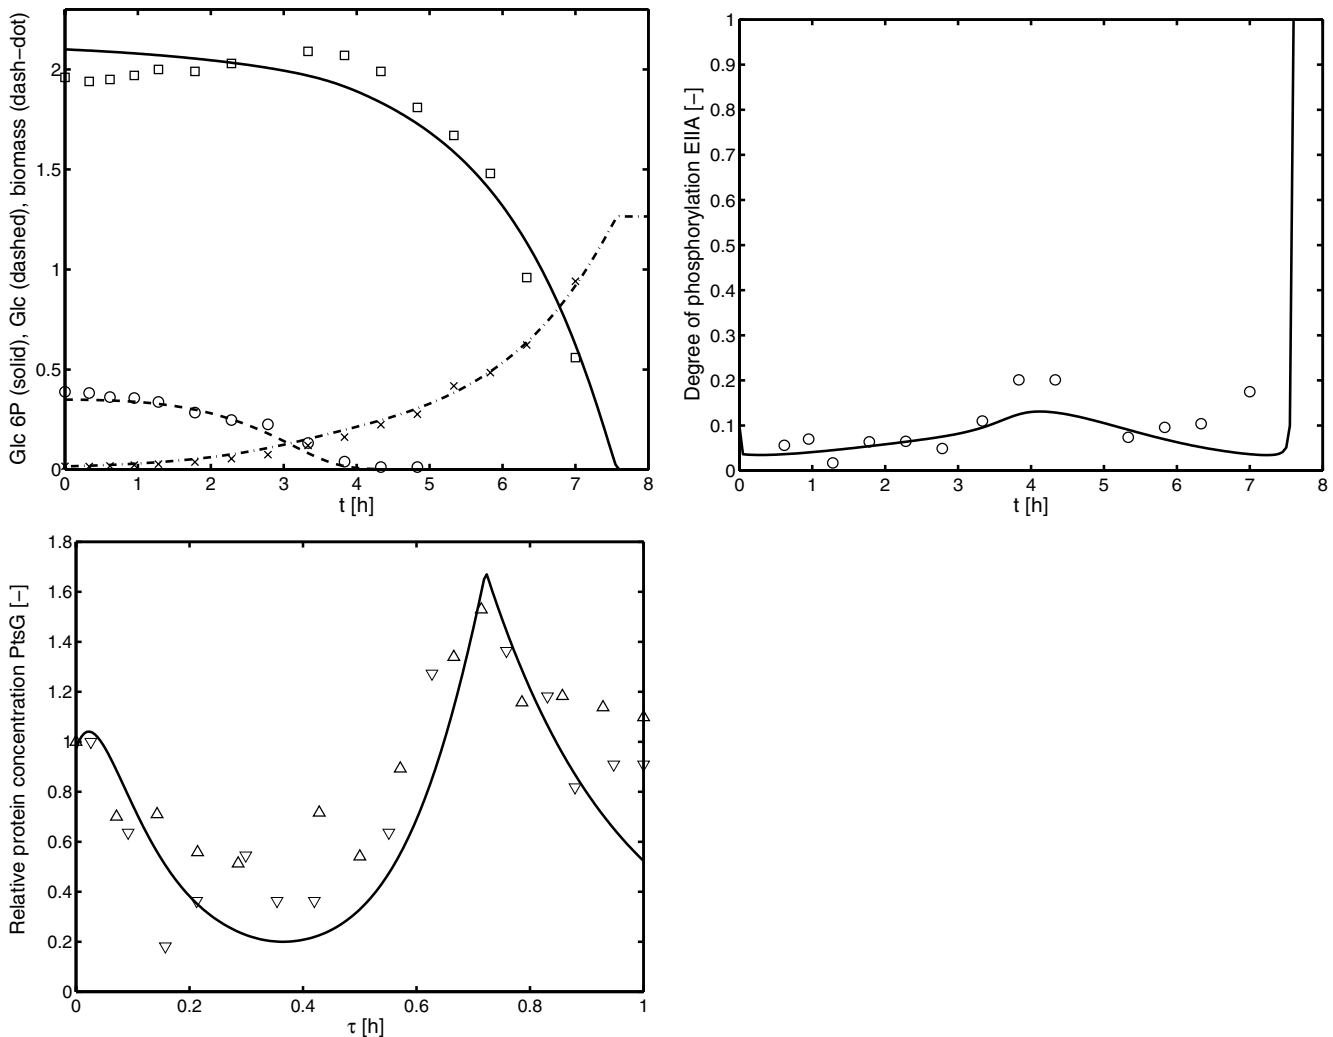 Glc 6P (solid), Glc (dashed), biomass (dash−dot)
2
1.5
1
0.5
0
0 1 2 3 4 5 6 7 8
t [h]
Degree of phosphorylation EIIA [−]
1
0.9
0.8
0.7
0.6
0.5
0.4
0.3
0.2
0.1
0
0 1 2 3 4 5 6 7 8
t [h]
Relative protein concentration PtsG [−]
1.8
1.6
1.4
1.2
1
0.8
0.6
0.4
0.2
0
0 0.2 0.4 0.6 0.8 1
τ [h]